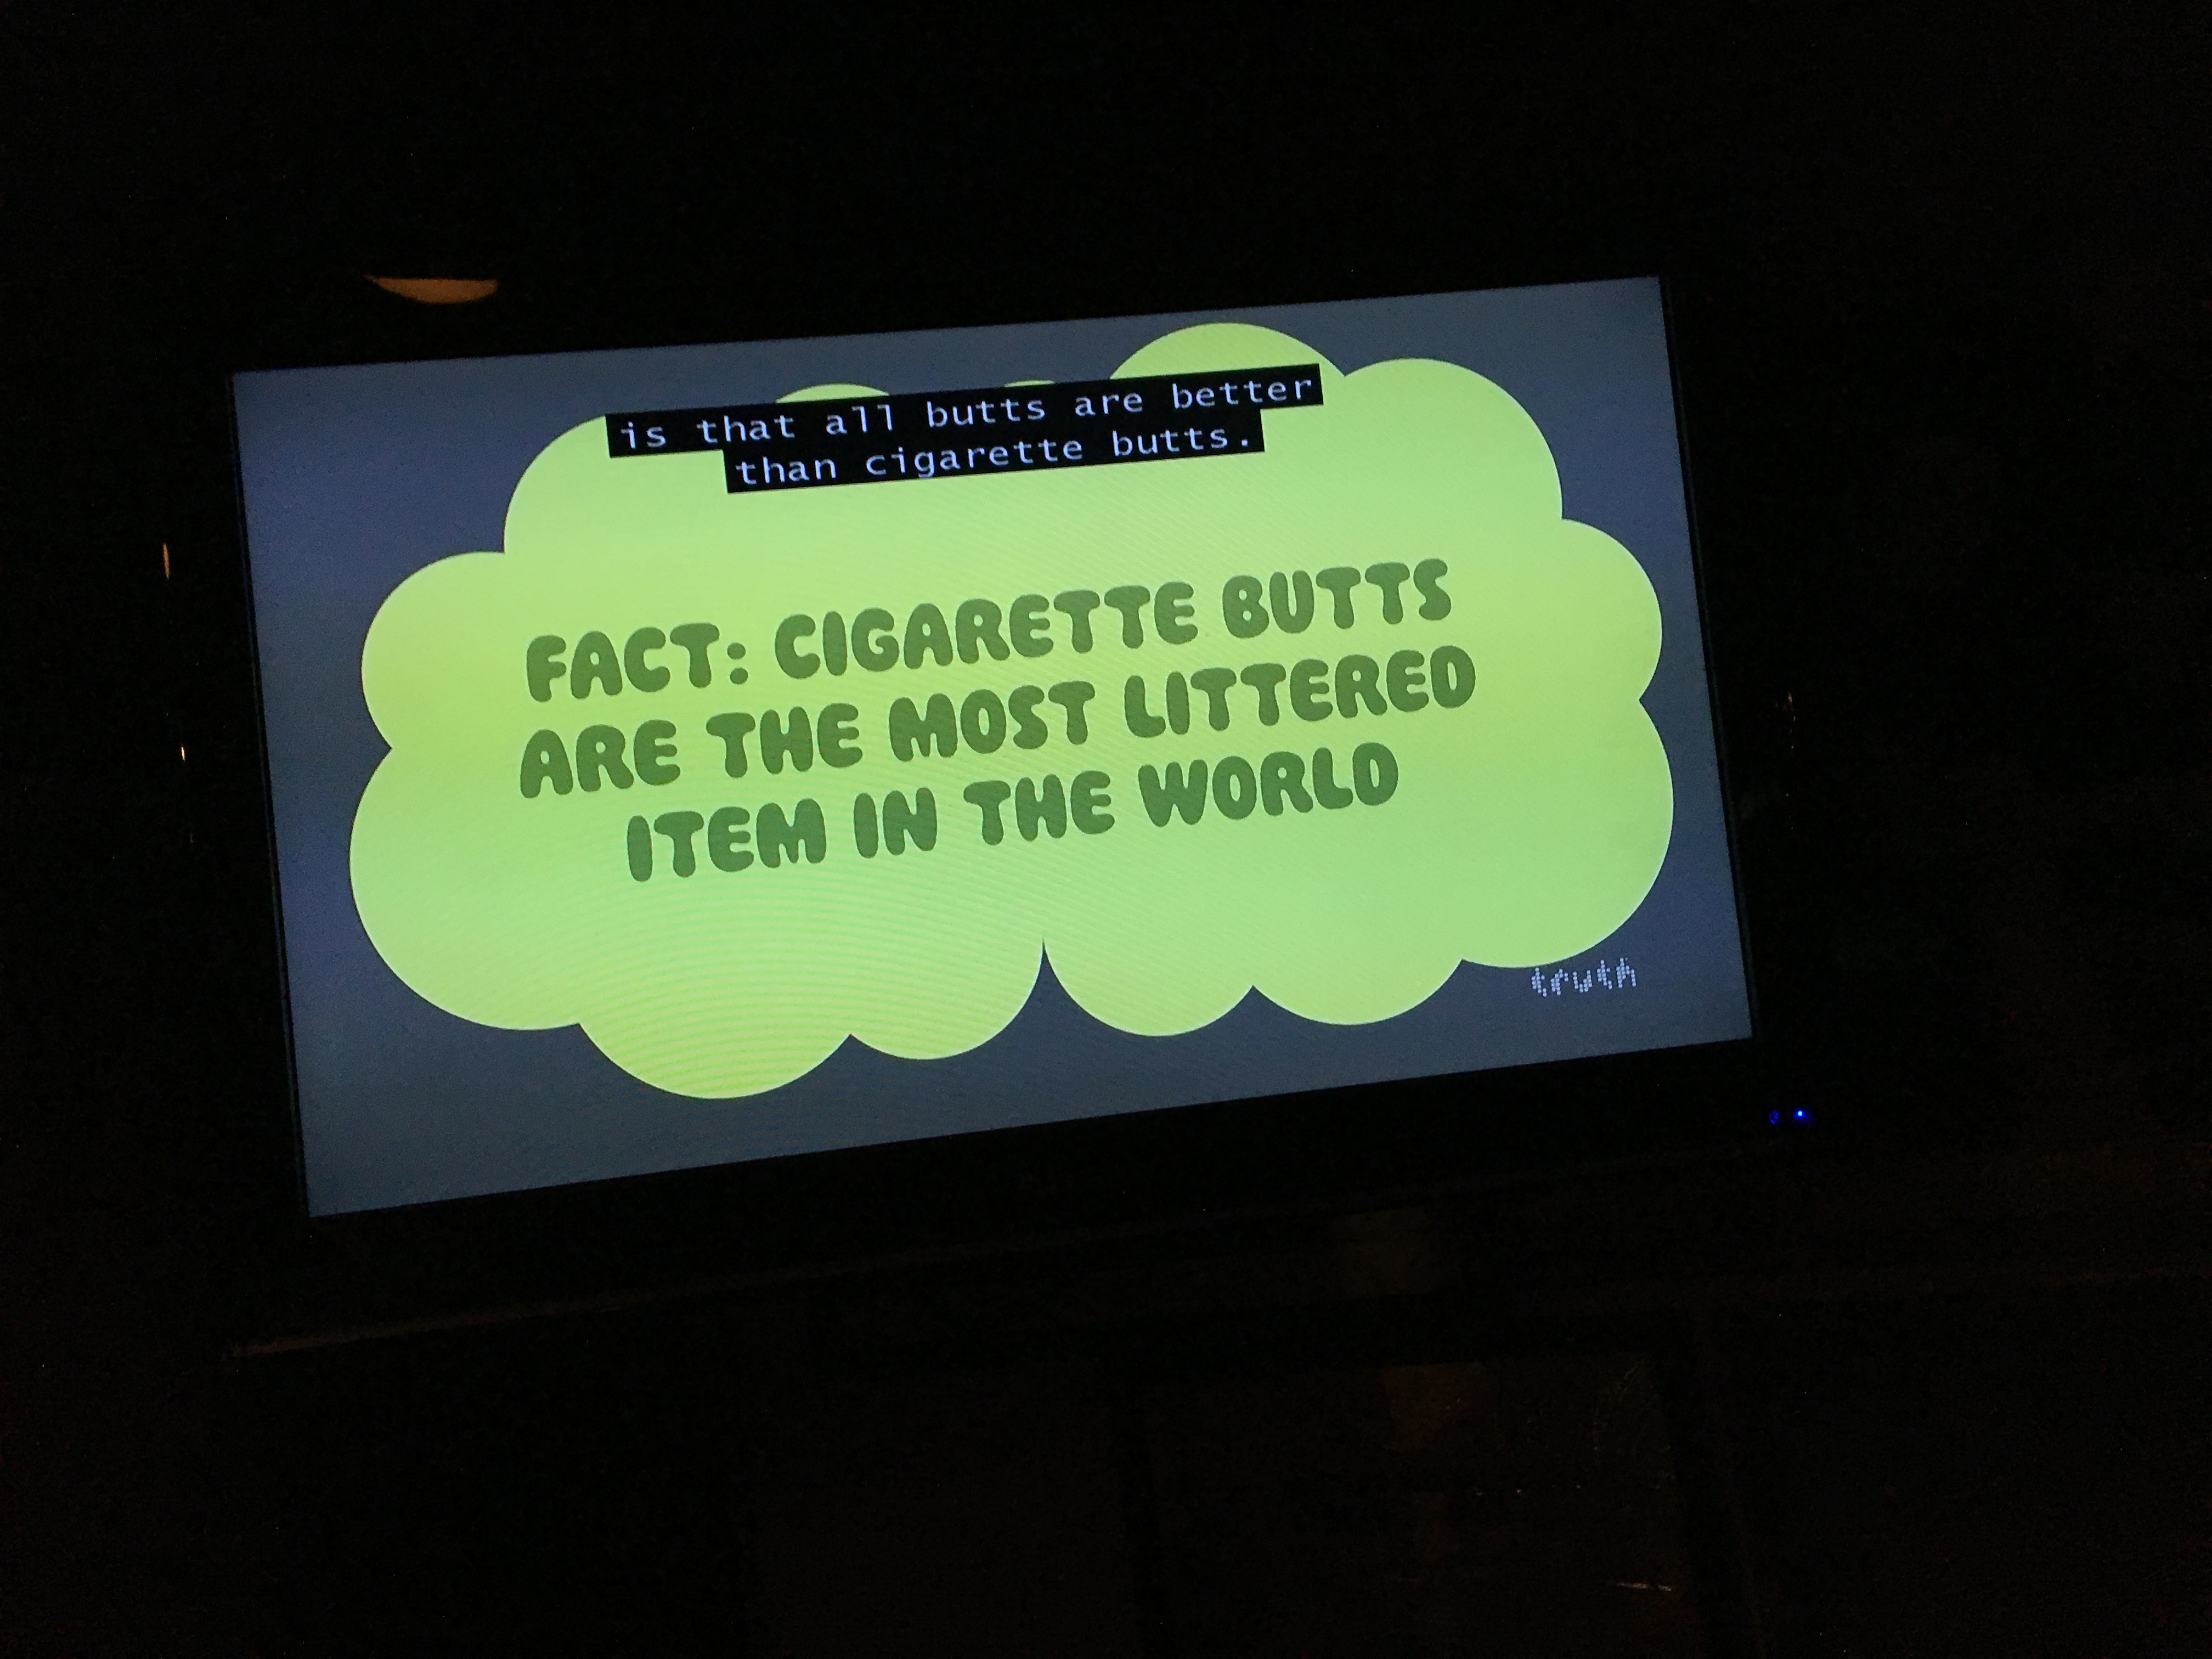 is that all butts are better
than cigarette butts.
FACT: CIGARETTE BUTTS
ARE THE MOST LITTERED
ITEM IN THE WORLD
truth